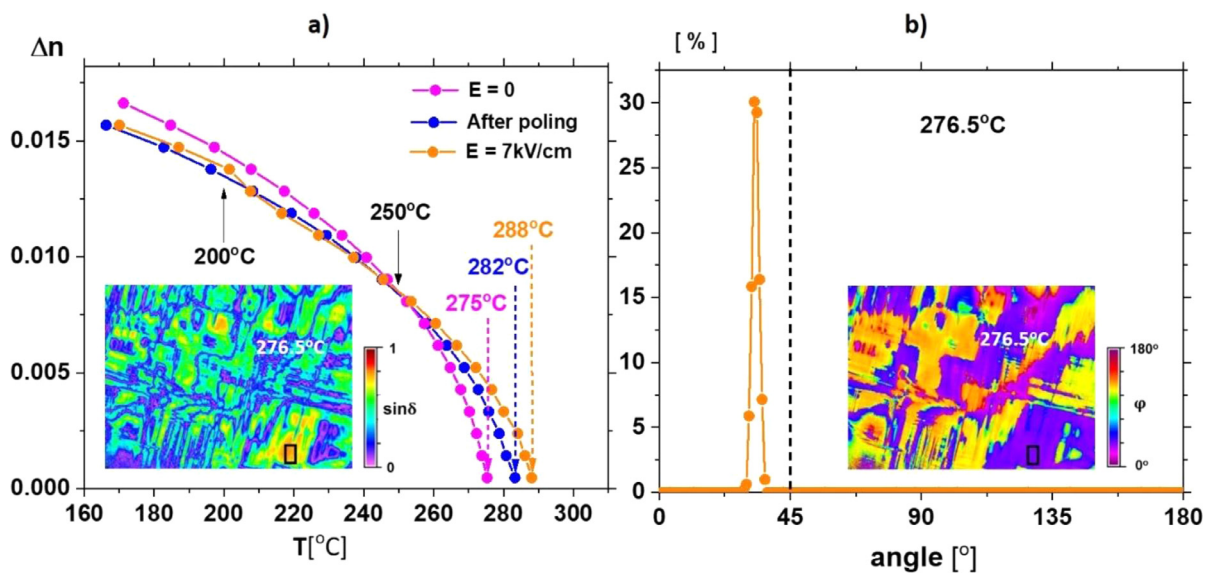 a)
Δn
0.015
0.010
0.005
0.000
E = 0
After poling
E = 7kV/cm
200°C
250°C
288°C
282°C
275°C
276.5°C
1
sinδ
0
160 180 200 220 240 260 280 300
T[°C]
b)
[ % ]
30
25
20
15
10
5
0
276.5°C
276.5°C
180°
φ
0°
0 45 90 135 180
angle [°]